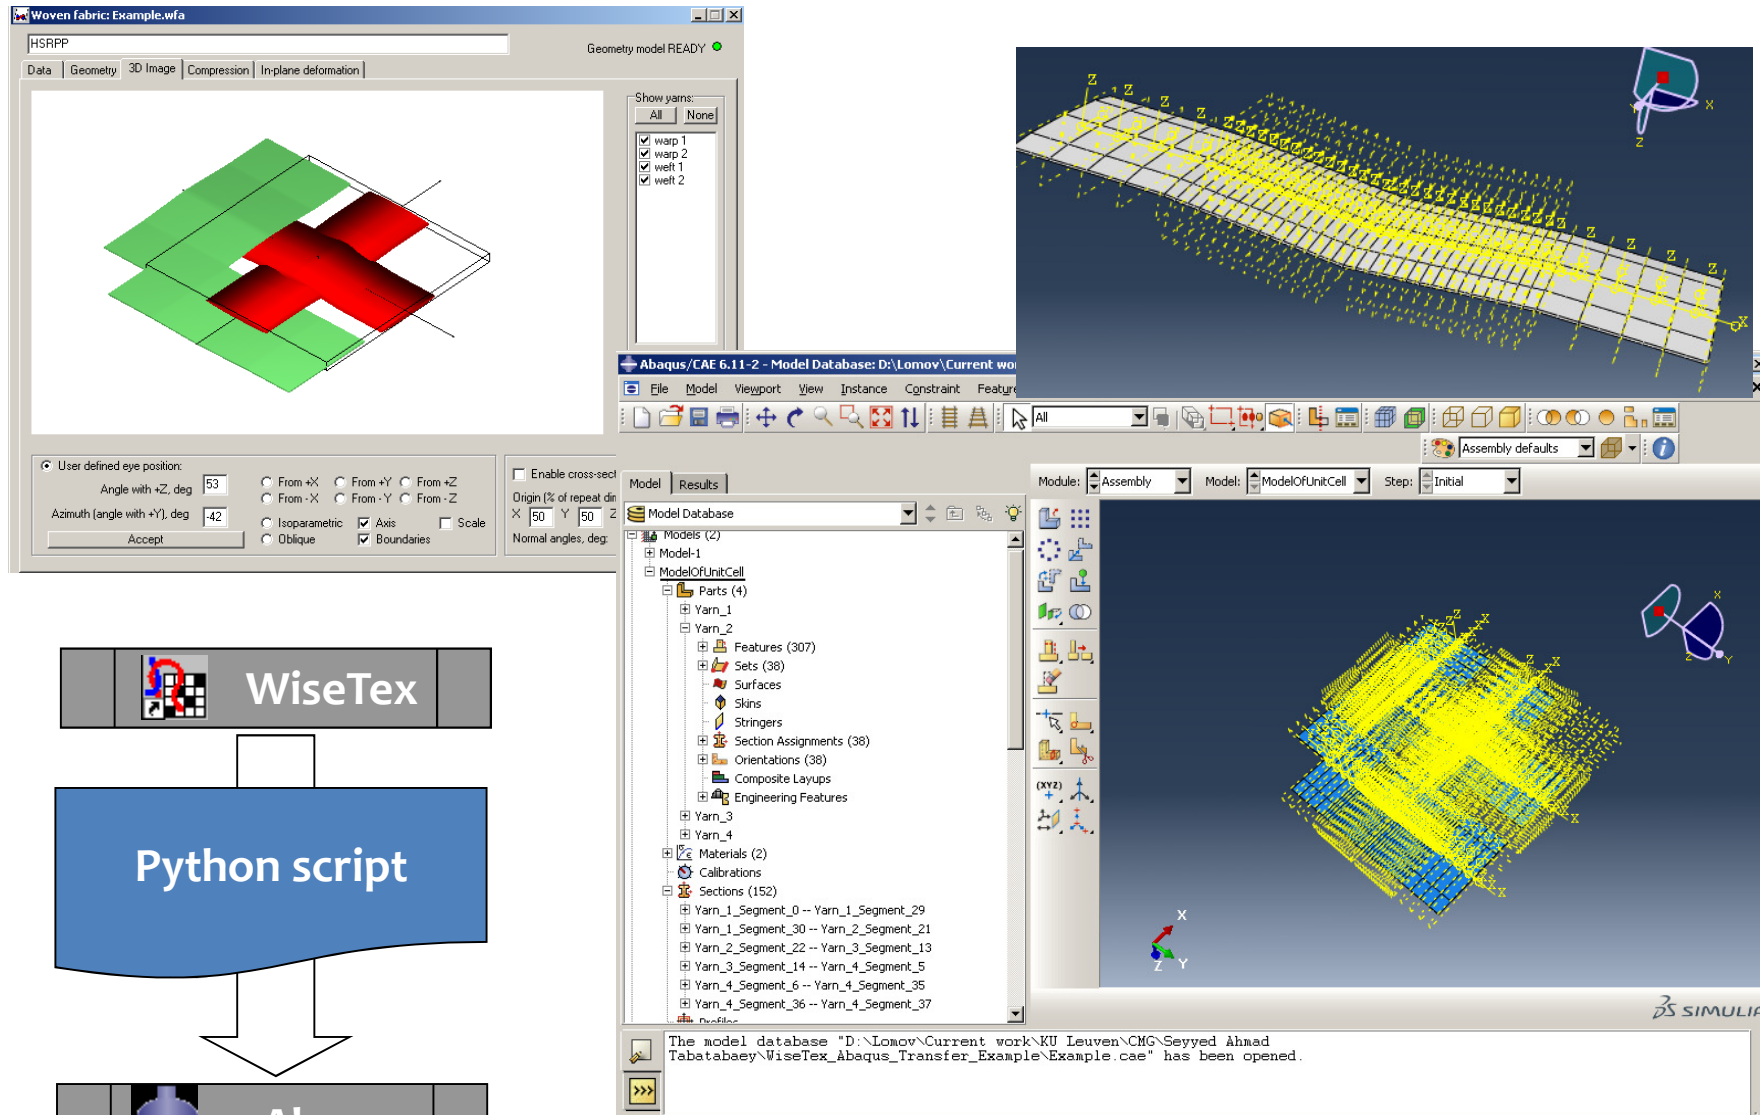 Woven fabric: Example.wfa
HSRPP
Geometry model READY
Data Geometry 3D Image Compression In-plane deformation
Show yarns:
All None
warp 1
warp 2
weft 1
weft 2
User defined eye position:
Angle with +Z, deg 53
Azimuth (angle with +Y), deg -42
Accept
From +X From +Y From +Z
From -X From -Y From -Z
Isoparametric Axis Scale
Oblique Boundaries
Enable cross-sect
Origin (% of repeat dim
X 50 Y 50 Z
Normal angles, deg:
WiseTex
Python script
Abaqus/CAE 6.11-2 - Model Database: D:\Lomov\Current wo
File Model Viewport View Instance Constraint Feature
All
Assembly defaults
Model Results
Module: Assembly Model: ModelOfUnitCell Step: Initial
Model Database
Models (2)
Model-1
ModelOfUnitCell
Parts (4)
Yarn_1
Yarn_2
Features (307)
Sets (38)
Surfaces
Skins
Stringers
Section Assignments (38)
Orientations (38)
Composite Layups
Engineering Features
Yarn_3
Yarn_4
Materials (2)
Calibrations
Sections (152)
Yarn_1_Segment_0 -- Yarn_1_Segment_29
Yarn_1_Segment_30 -- Yarn_2_Segment_21
Yarn_2_Segment_22 -- Yarn_3_Segment_13
Yarn_3_Segment_14 -- Yarn_4_Segment_5
Yarn_4_Segment_6 -- Yarn_4_Segment_35
Yarn_4_Segment_36 -- Yarn_4_Segment_37
Profiles
(XYZ)
X
Y
Z
SIMULIA
The model database "D:\Lomov\Current work\KU Leuven\CMG\Seyyed Ahmad
Tabatabaey\WiseTex_Abaqus_Transfer_Example\Example.cae" has been opened.
>>>